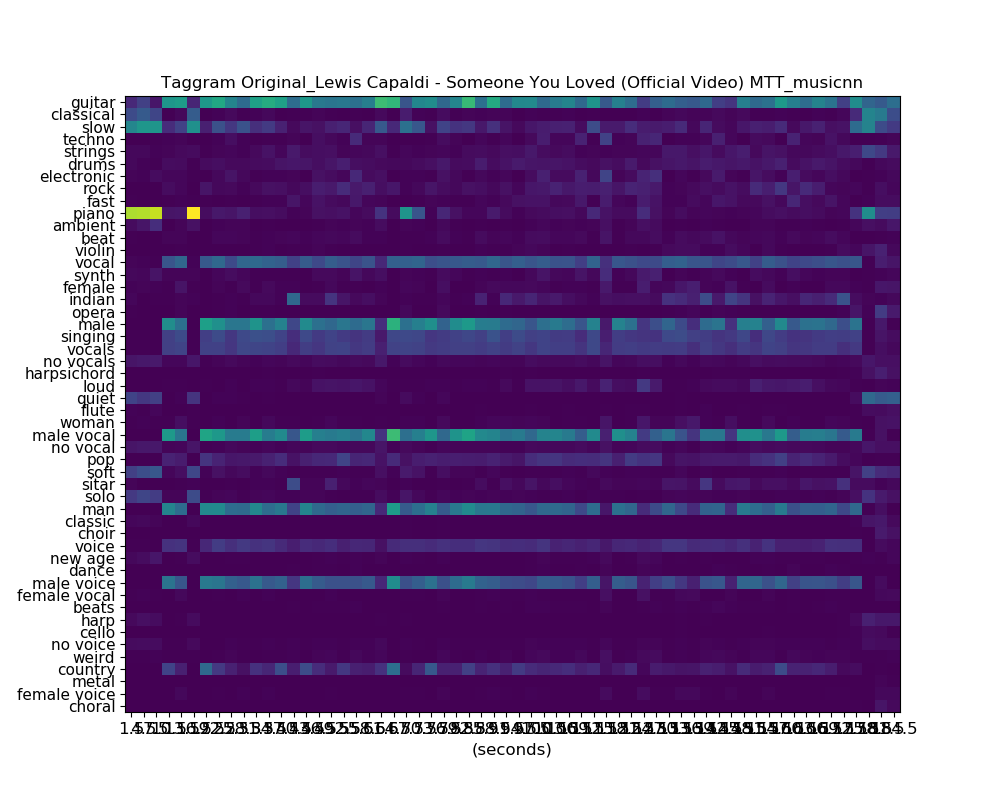 Taggram Original_Lewis Capaldi - Someone You Loved (Official Video) MTT_musicnn
guitar
classical
slow
techno
strings
drums
electronic
rock
fast
piano
ambient
beat
violin
vocal
synth
female
indian
opera
male
singing
vocals
no vocals
harpsichord
loud
quiet
flute
woman
male vocal
no vocal
pop
soft
sitar
solo
man
classic
choir
voice
new age
dance
male voice
female vocal
beats
harp
cello
no voice
weird
country
metal
female voice
choral
(seconds)